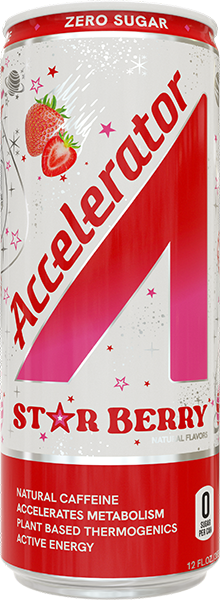 ZERO SUGAR
Accelerator
ST★R BERRY
NATURAL FLAVORS
NATURAL CAFFEINE
ACCELERATES METABOLISM
PLANT BASED THERMOGENICS
ACTIVE ENERGY
0
SUGAR
PER CAN
12 FL OZ